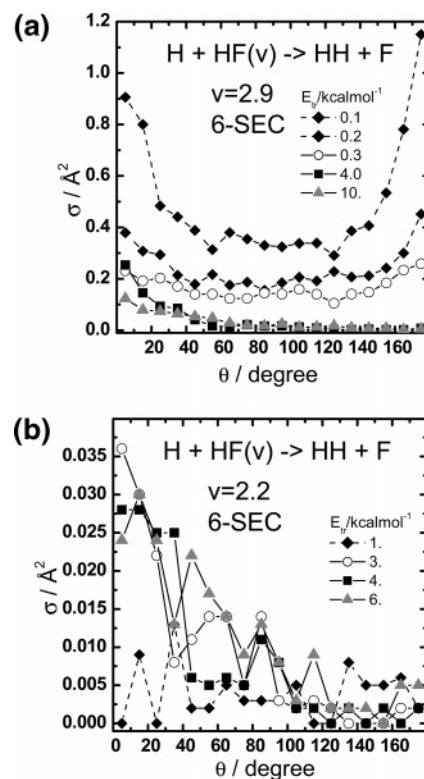 (a)
H + HF(v) -> HH + F
v=2.9
6-SEC
E_tr/kcalmol⁻¹
0.1
0.2
0.3
4.0
10.
σ / Å²
1.2
1.0
0.8
0.6
0.4
0.2
0.0
20 40 60 80 100 120 140 160
θ / degree
(b)
H + HF(v) -> HH + F
v=2.2
6-SEC
E_tr/kcalmol⁻¹
1.
3.
4.
6.
σ / Å²
0.035
0.030
0.025
0.020
0.015
0.010
0.005
0.000
0 20 40 60 80 100 120 140 160
θ / degree